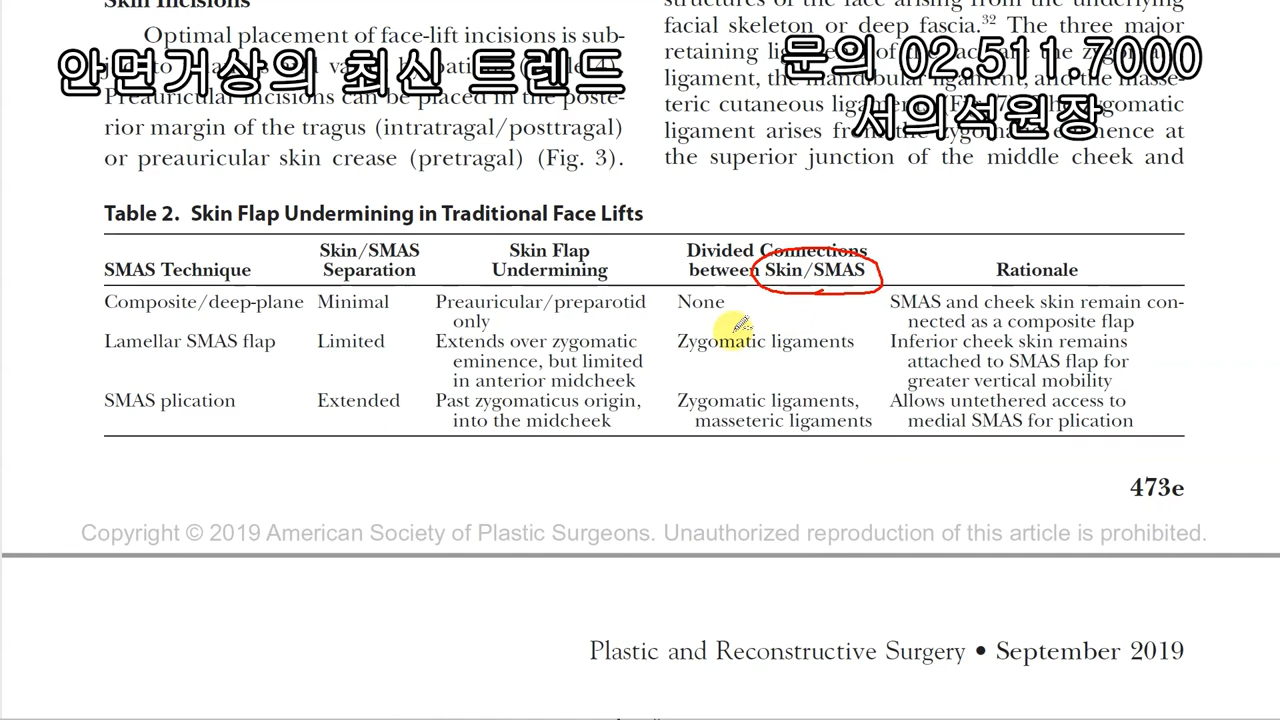 Skin Incisions
Optimal placement of face-lift incisions is sub-
Preauricular incisions can be placed in the poste-
rior margin of the tragus (intratragal/posttragal)
or preauricular skin crease (pretragal) (Fig. 3).
structures of the face arising from the underlying
facial skeleton or deep fascia.³² The three major
retaining
ligament, the mandibular ligament, and the masse-
teric cutaneous
ligament arises from the zygomatic eminence at
the superior junction of the middle cheek and
안면거상의 최신 트렌드
문의 02.511.7000
서의석원장
Table 2. Skin Flap Undermining in Traditional Face Lifts
SMAS Technique Skin/SMAS Separation Skin Flap Undermining Divided Connections between Skin/SMAS Rationale
Composite/deep-plane Minimal Preauricular/preparotid only None SMAS and cheek skin remain con-nected as a composite flap
Lamellar SMAS flap Limited Extends over zygomatic eminence, but limited in anterior midcheek Zygomatic ligaments Inferior cheek skin remains attached to SMAS flap for greater vertical mobility
SMAS plication Extended Past zygomaticus origin, into the midcheek Zygomatic ligaments, masseteric ligaments Allows untethered access to medial SMAS for plication
473e
Copyright © 2019 American Society of Plastic Surgeons. Unauthorized reproduction of this article is prohibited.
Plastic and Reconstructive Surgery • September 2019